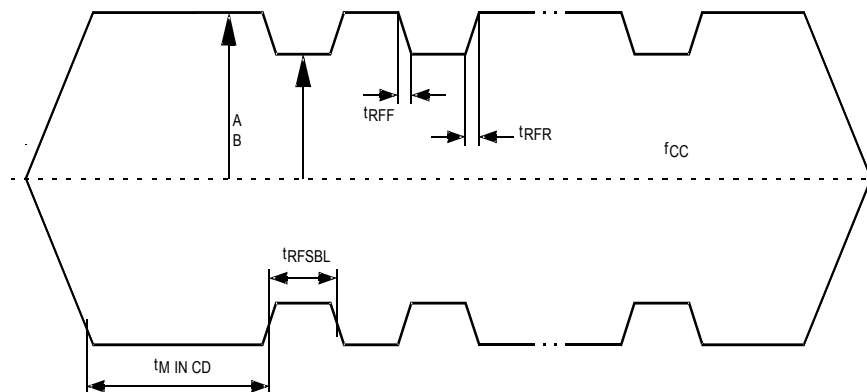 A
B
tRFF
tRFR
fCC
tRFSBL
tM IN CD